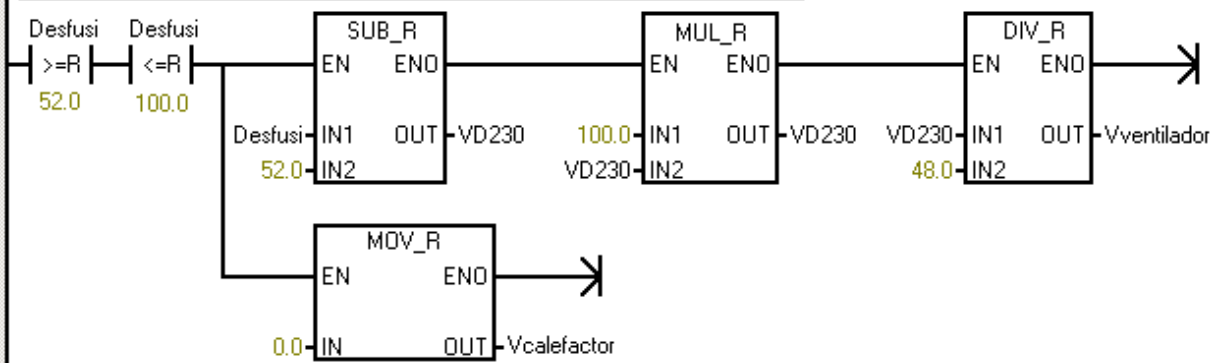 Desfusi Desfusi SUB_R MUL_R DIV_R
>=R <=R EN ENO EN ENO EN ENO
52.0 100.0
Desfusi IN1 OUT VD230 100.0 IN1 OUT VD230 VD230 IN1 OUT Vventilador
52.0 IN2 VD230 IN2 48.0 IN2
MOV_R
EN ENO
0.0 IN OUT Vcalefactor